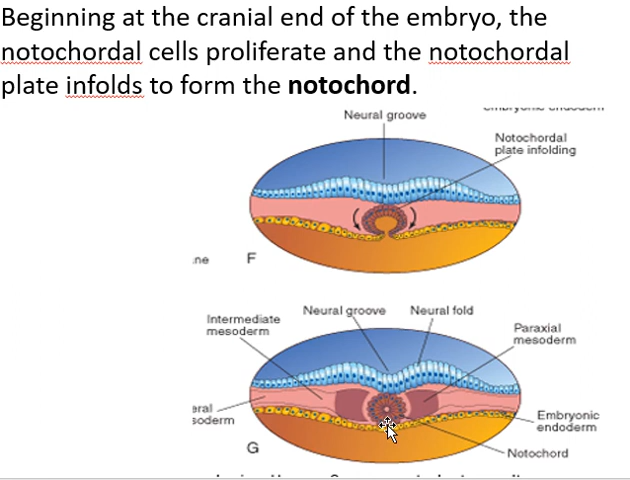 Beginning at the cranial end of the embryo, the
notochordal cells proliferate and the notochordal
plate infolds to form the notochord.
Neural groove
Notochordal
plate infolding
F
Intermediate
mesoderm
Neural groove
Neural fold
Paraxial
mesoderm
Embryonic
endoderm
G
Notochord